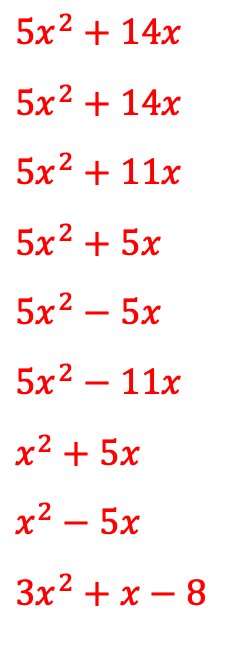 5x² + 14x
5x² + 14x
5x² + 11x
5x² + 5x
5x² − 5x
5x² − 11x
x² + 5x
x² − 5x
3x² + x − 8